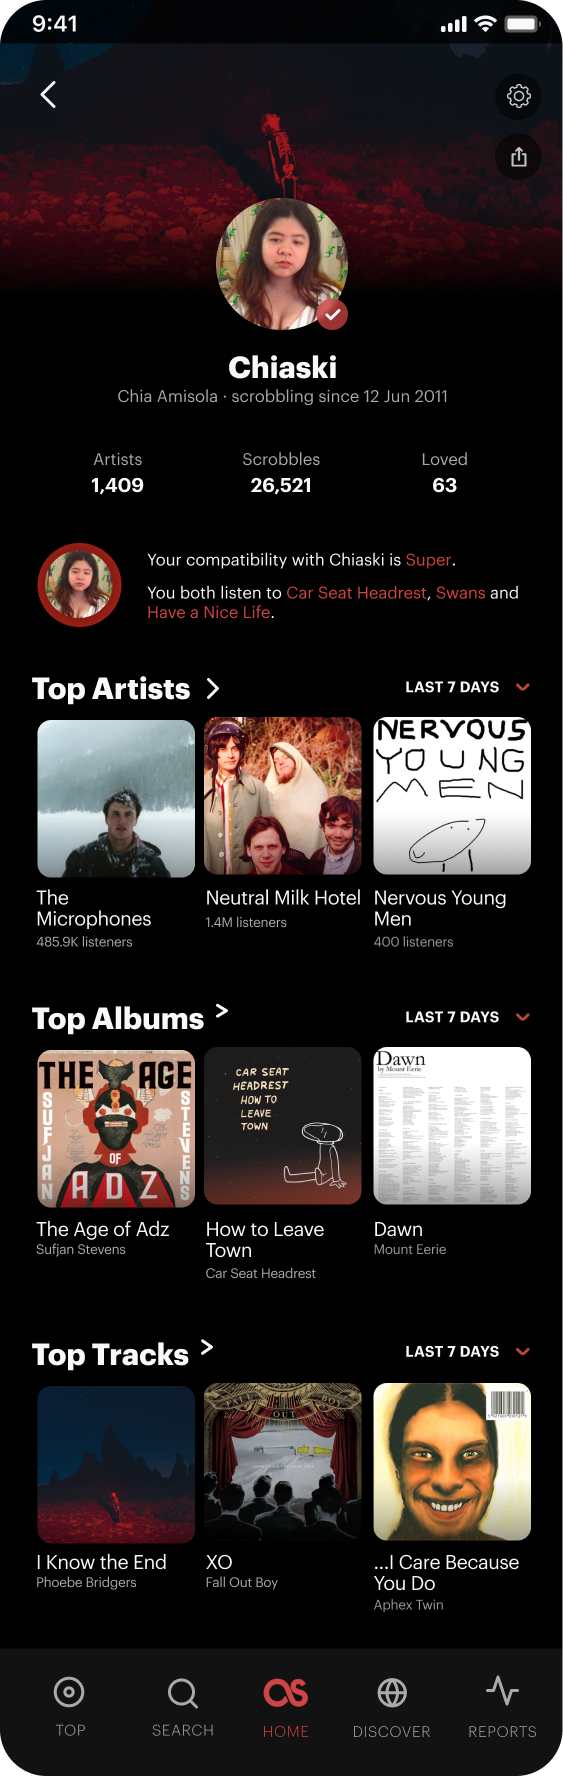 9:41
Chiaski
Chia Amisola · scrobbling since 12 Jun 2011
Artists
Scrobbles
Loved
1,409
26,521
63
Your compatibility with Chiaski is Super.
You both listen to Car Seat Headrest, Swans and
Have a Nice Life.
Top Artists
LAST 7 DAYS
NERVOUS
YOUNG
MEN
The
Microphones
485.9K listeners
Neutral Milk Hotel
1.4M listeners
Nervous Young
Men
400 listeners
Top Albums
LAST 7 DAYS
THE AGE
SUFJAN
STEVENS
OF
ADZ
CAR SEAT
HEADREST
HOW TO
LEAVE
TOWN
Dawn
by Mount Eerie
The Age of Adz
Sufjan Stevens
How to Leave
Town
Car Seat Headrest
Dawn
Mount Eerie
Top Tracks
LAST 7 DAYS
FALL OUT BOY
I Know the End
Phoebe Bridgers
XO
Fall Out Boy
...I Care Because
You Do
Aphex Twin
TOP
SEARCH
HOME
DISCOVER
REPORTS